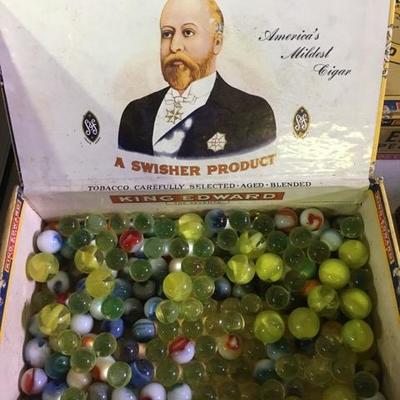 America's
Mildest
Cigar
A SWISHER PRODUCT
TOBACCO CAREFULLY SELECTED · AGED · BLENDED
KING EDWARD